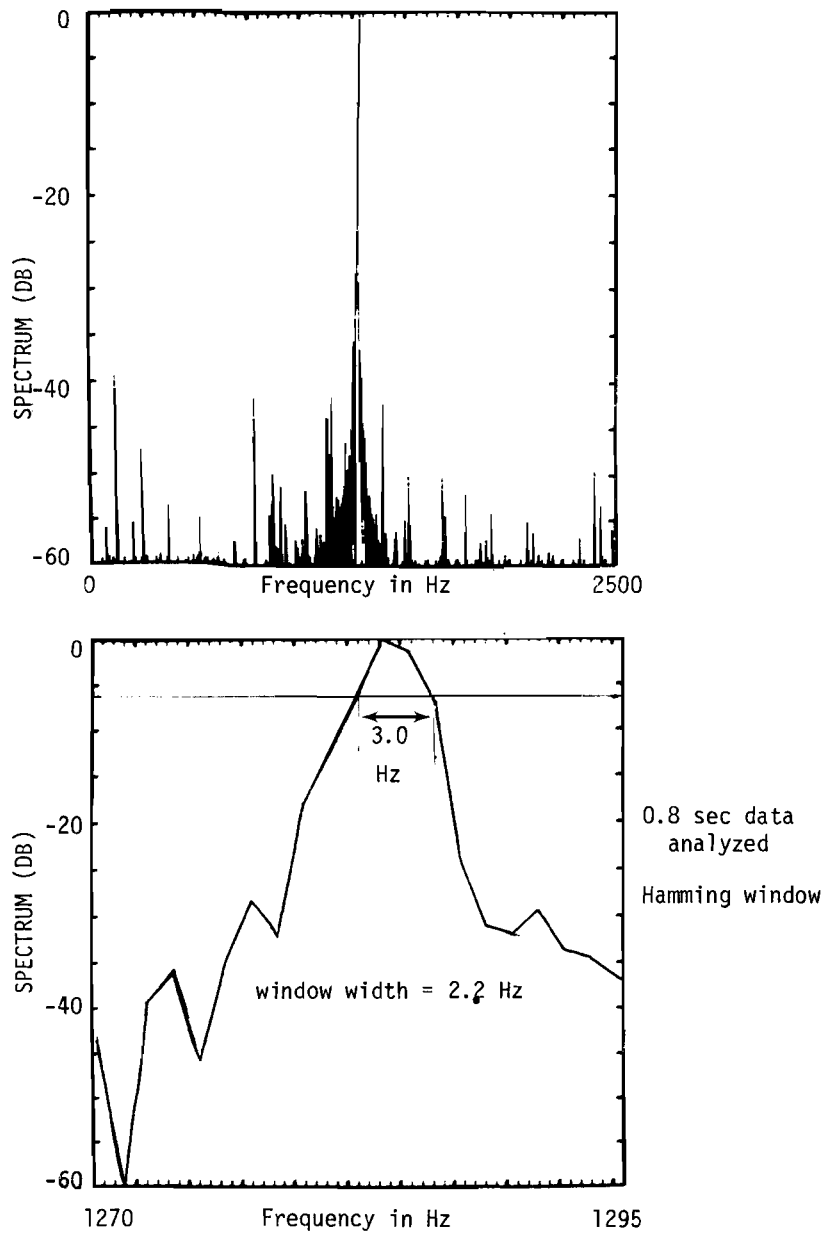 0
-20
SPECTRUM (DB)
-40
-60
0 Frequency in Hz 2500
0
3.0
Hz
-20
SPECTRUM (DB)
0.8 sec data
analyzed
Hamming window
window width = 2.2 Hz
-40
-60
1270 Frequency in Hz 1295